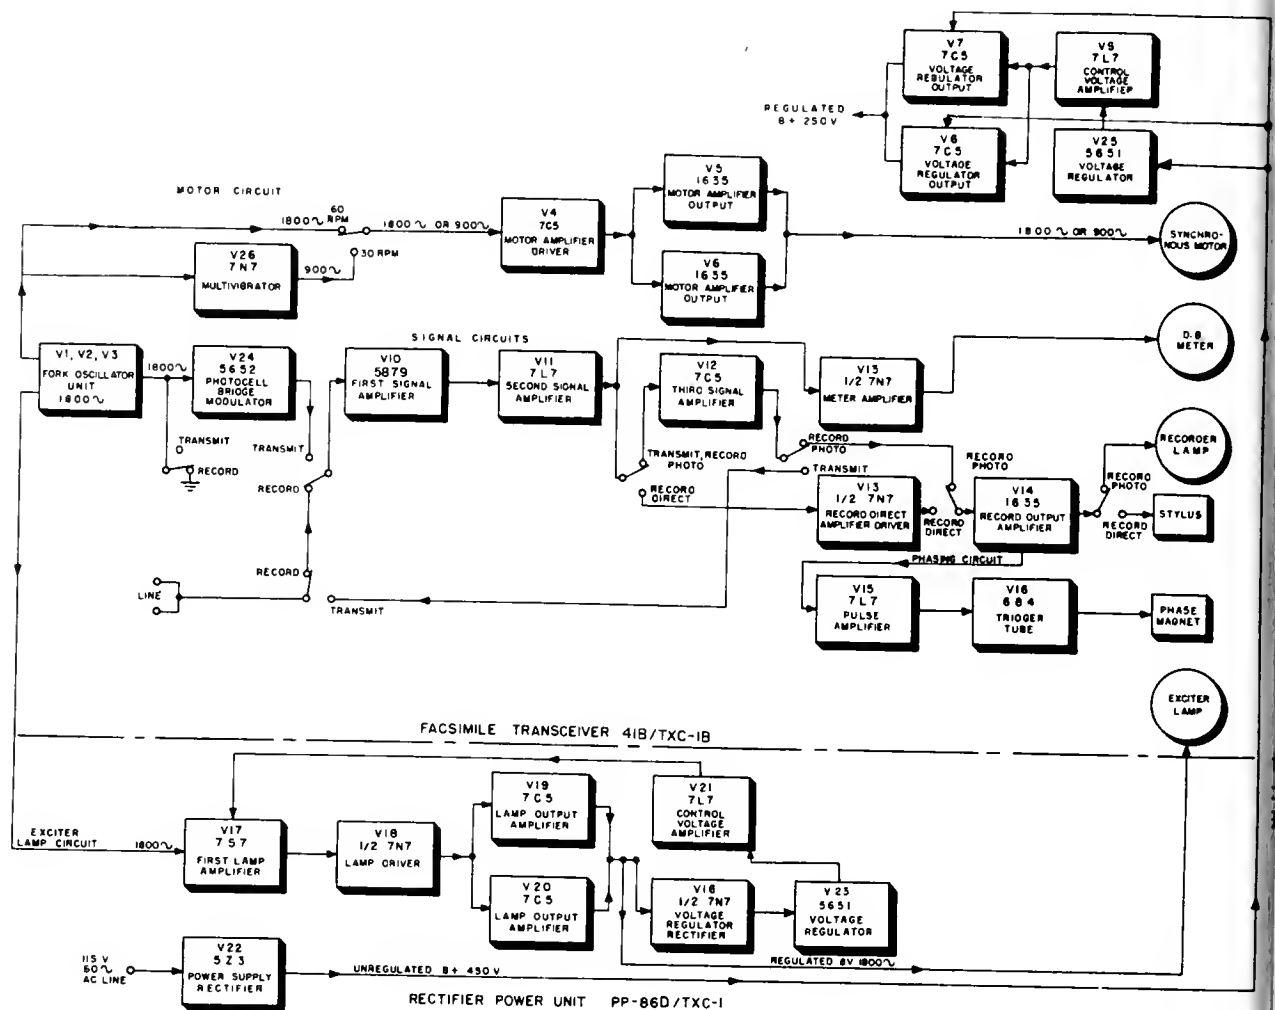 V7
7C5
VOLTAGE
REGULATOR
OUTPUT
V9
7L7
CONTROL
VOLTAGE
AMPLIFIER
REGULATED
B+ 250V
V8
7C5
VOLTAGE
REGULATOR
OUTPUT
V25
5651
VOLTAGE
REGULATOR
MOTOR CIRCUIT
1800~
60
RPM
1800~ OR 900~
V4
7C5
MOTOR AMPLIFIER
DRIVER
V5
1635
MOTOR AMPLIFIER
OUTPUT
V6
1635
MOTOR AMPLIFIER
OUTPUT
1800~ OR 900~
SYNCHRO-
NOUS MOTOR
V26
7N7
MULTIVIBRATOR
900~
30 RPM
SIGNAL CIRCUITS
D.B.
METER
V1, V2, V3
FORK OSCILLATOR
UNIT
1800~
1800~
V24
5652
PHOTOCELL
BRIDGE
MODULATOR
V10
5879
FIRST SIGNAL
AMPLIFIER
V11
7L7
SECOND SIGNAL
AMPLIFIER
V12
7C5
THIRD SIGNAL
AMPLIFIER
V13
1/2 7N7
METER AMPLIFIER
TRANSMIT
RECORD
TRANSMIT
RECORD
TRANSMIT, RECORD
PHOTO
RECORD
DIRECT
RECORD
PHOTO
TRANSMIT
V13
1/2 7N7
RECORD DIRECT
AMPLIFIER DRIVER
RECORD
DIRECT
RECORD
PHOTO
V14
1635
RECORD OUTPUT
AMPLIFIER
RECORD
PHOTO
RECORD
DIRECT
RECORDER
LAMP
STYLUS
PHASING CIRCUIT
LINE
RECORD
TRANSMIT
V15
7L7
PULSE
AMPLIFIER
V16
6B4
TRIGGER
TUBE
PHASE
MAGNET
EXCITER
LAMP
FACSIMILE TRANSCEIVER 41B/TXC-1B
EXCITER
LAMP CIRCUIT
1800~
V17
7S7
FIRST LAMP
AMPLIFIER
V18
1/2 7N7
LAMP DRIVER
V19
7C5
LAMP OUTPUT
AMPLIFIER
V20
7C5
LAMP OUTPUT
AMPLIFIER
V21
7L7
CONTROL
VOLTAGE
AMPLIFIER
V18
1/2 7N7
VOLTAGE
REGULATOR
RECTIFIER
V23
5651
VOLTAGE
REGULATOR
REGULATED 8V 1800~
115 V
60~
AC LINE
V22
5Z3
POWER SUPPLY
RECTIFIER
UNREGULATED B+ 450V
RECTIFIER POWER UNIT PP-86D/TXC-1